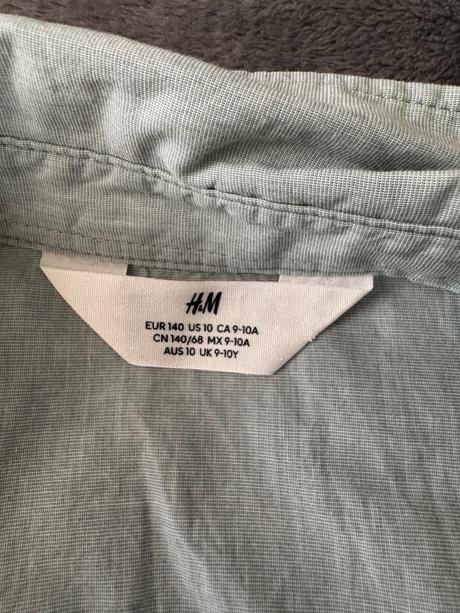 H&M
EUR 140 US 10 CA 9-10A
CN 140/68 MX 9-10A
AUS 10 UK 9-10Y